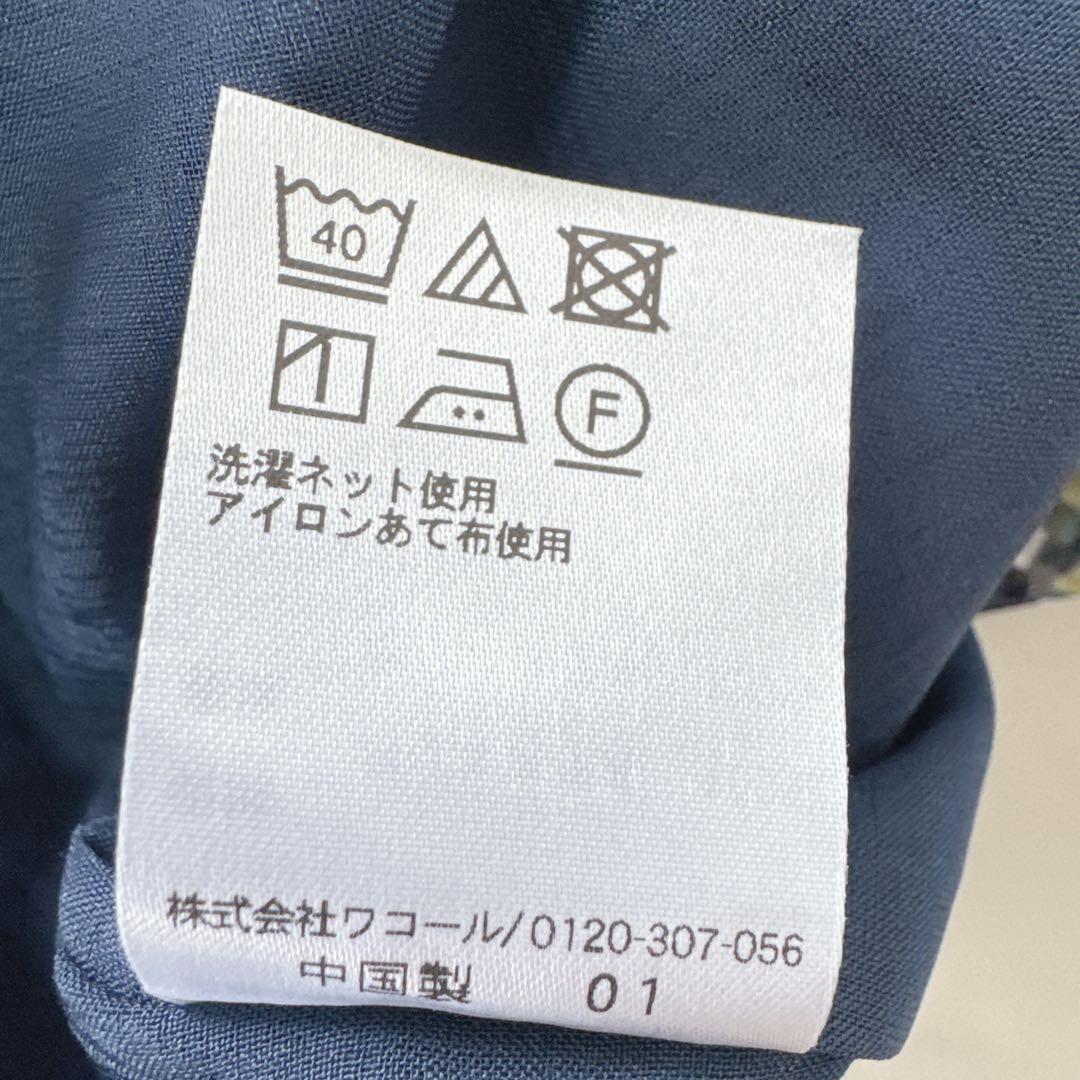 40
F
洗濯ネット使用
アイロンあて布使用
株式会社ワコール/0120-307-056
中国製 01